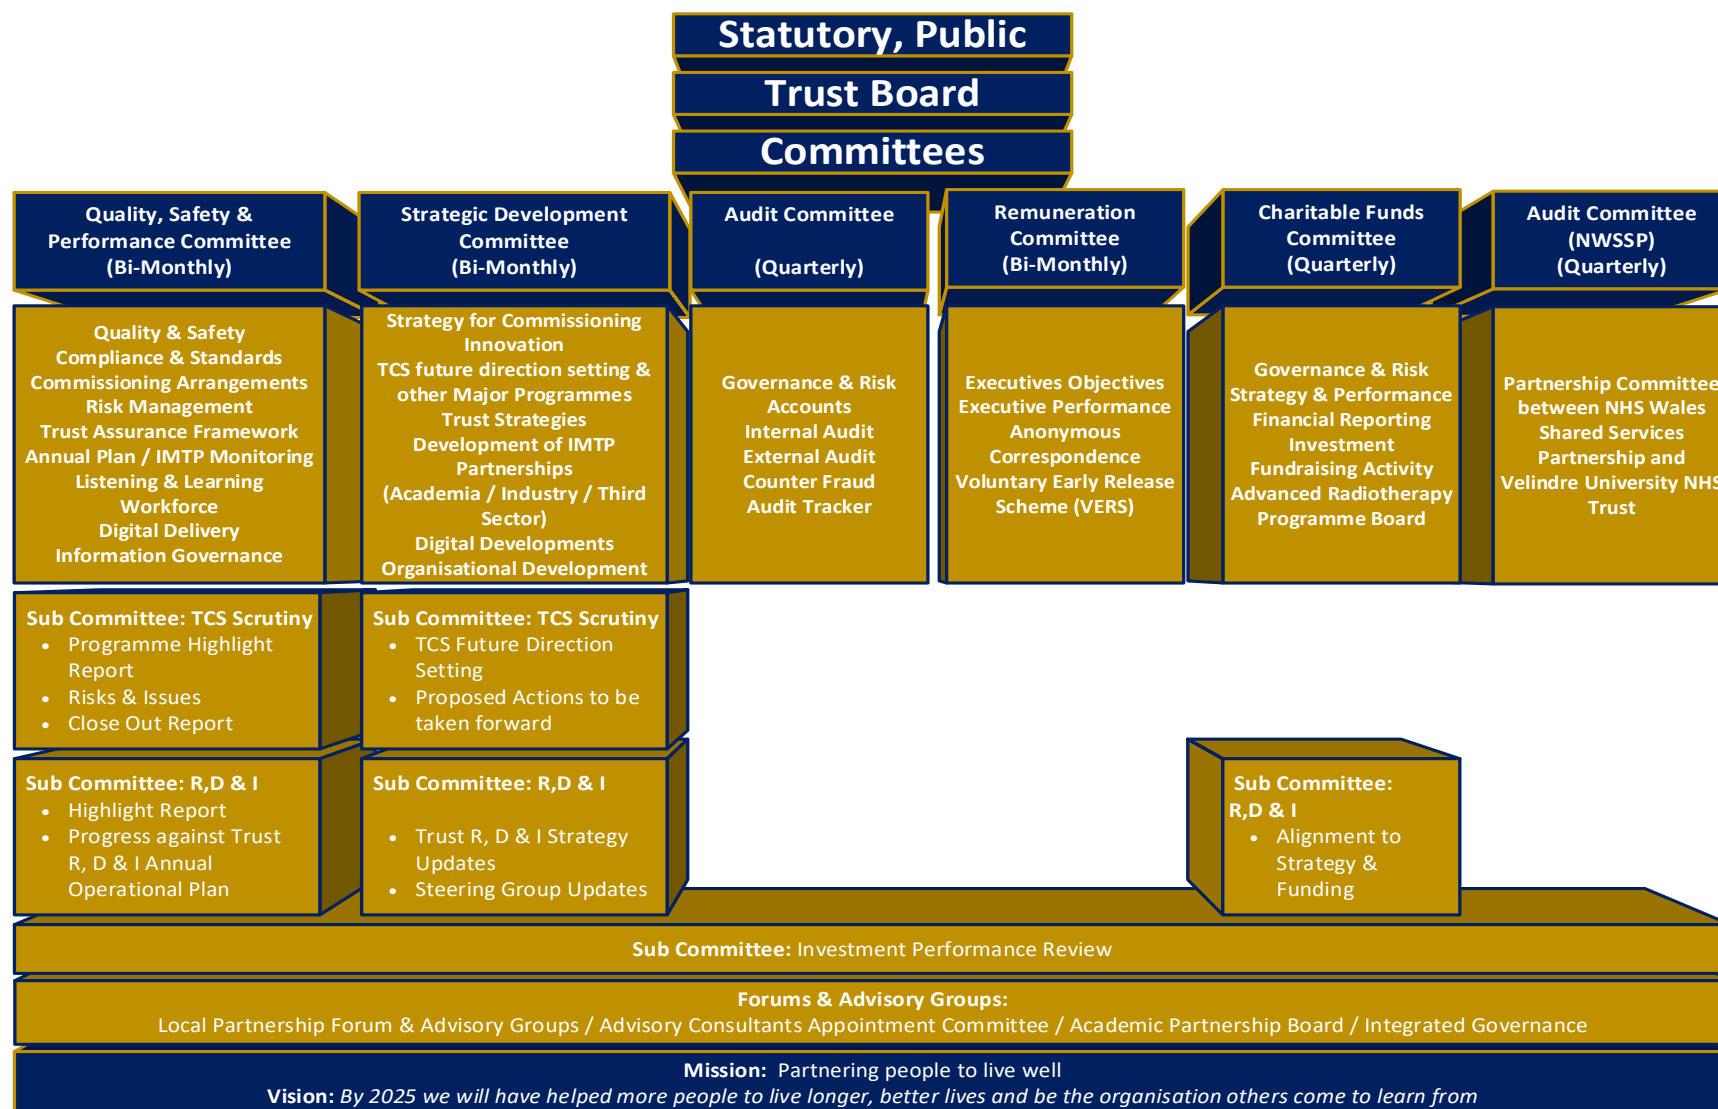 Statutory, Public
Trust Board
Committees
Quality, Safety &
Performance Committee
(Bi-Monthly)
Strategic Development
Committee
(Bi-Monthly)
Audit Committee
(Quarterly)
Remuneration
Committee
(Bi-Monthly)
Charitable Funds
Committee
(Quarterly)
Audit Committee
(NWSSP)
(Quarterly)
Quality & Safety
Compliance & Standards
Commissioning Arrangements
Risk Management
Trust Assurance Framework
Annual Plan / IMTP Monitoring
Listening & Learning
Workforce
Digital Delivery
Information Governance
Strategy for Commissioning
Innovation
TCS future direction setting &
other Major Programmes
Trust Strategies
Development of IMTP
Partnerships
(Academia / Industry / Third
Sector)
Digital Developments
Organisational Development
Governance & Risk
Accounts
Internal Audit
External Audit
Counter Fraud
Audit Tracker
Executives Objectives
Executive Performance
Anonymous
Correspondence
Voluntary Early Release
Scheme (VERS)
Governance & Risk
Strategy & Performance
Financial Reporting
Investment
Fundraising Activity
Advanced Radiotherapy
Programme Board
Partnership Committee
between NHS Wales
Shared Services
Partnership and
Velindre University NHS
Trust
Sub Committee: TCS Scrutiny
• Programme Highlight
Report
• Risks & Issues
• Close Out Report
Sub Committee: TCS Scrutiny
• TCS Future Direction
Setting
• Proposed Actions to be
taken forward
Sub Committee: R,D & I
• Highlight Report
• Progress against Trust
R, D & I Annual
Operational Plan
Sub Committee: R,D & I
• Trust R, D & I Strategy
Updates
• Steering Group Updates
Sub Committee:
R,D & I
• Alignment to
Strategy &
Funding
Sub Committee: Investment Performance Review
Forums & Advisory Groups:
Local Partnership Forum & Advisory Groups / Advisory Consultants Appointment Committee / Academic Partnership Board / Integrated Governance
Mission: Partnering people to live well
Vision: By 2025 we will have helped more people to live longer, better lives and be the organisation others come to learn from